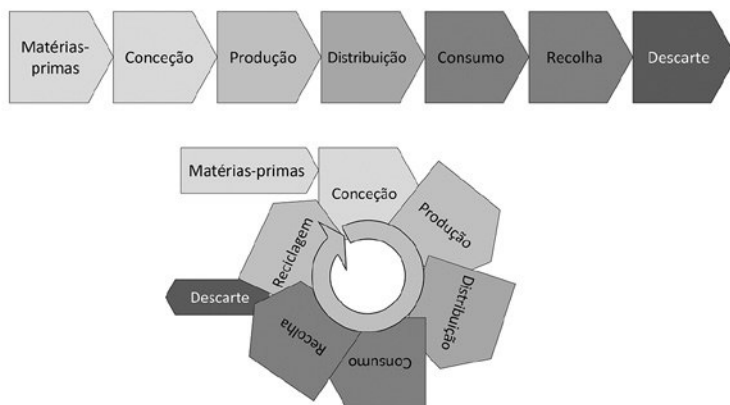 Matérias-
primas
Conceção
Produção
Distribuição
Consumo
Recolha
Descarte
Matérias-primas
Conceção
Produção
Distribuição
Consumo
Recolha
Descarte
Reciclagem